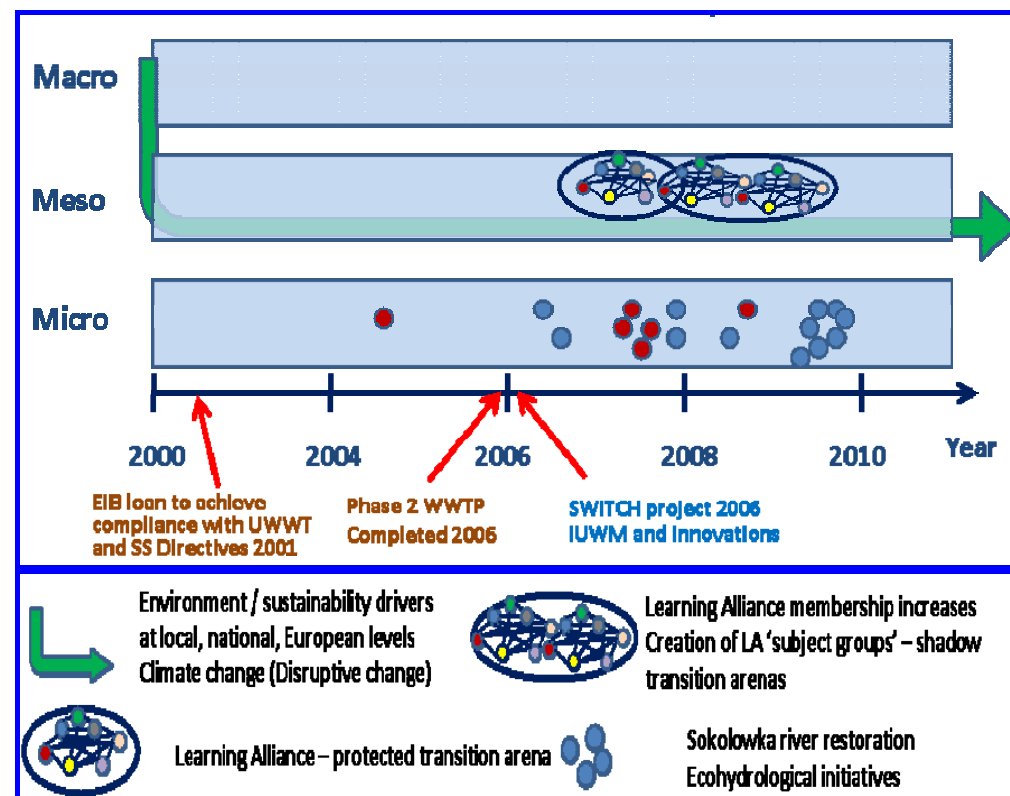 Macro
Meso
Micro
2000
2004
2006
2008
2010
Year
EIB loan to achieve
compliance with UWWT
and SS Directives 2001
Phase 2 WWTP
Completed 2006
SWITCH project 2006
IUWM and innovations
Environment / sustainability drivers
at local, national, European levels
Climate change (Disruptive change)
Learning Alliance membership increases
Creation of LA 'subject groups' – shadow
transition arenas
Learning Alliance – protected transition arena
Sokolowka river restoration
Ecohydrological initiatives